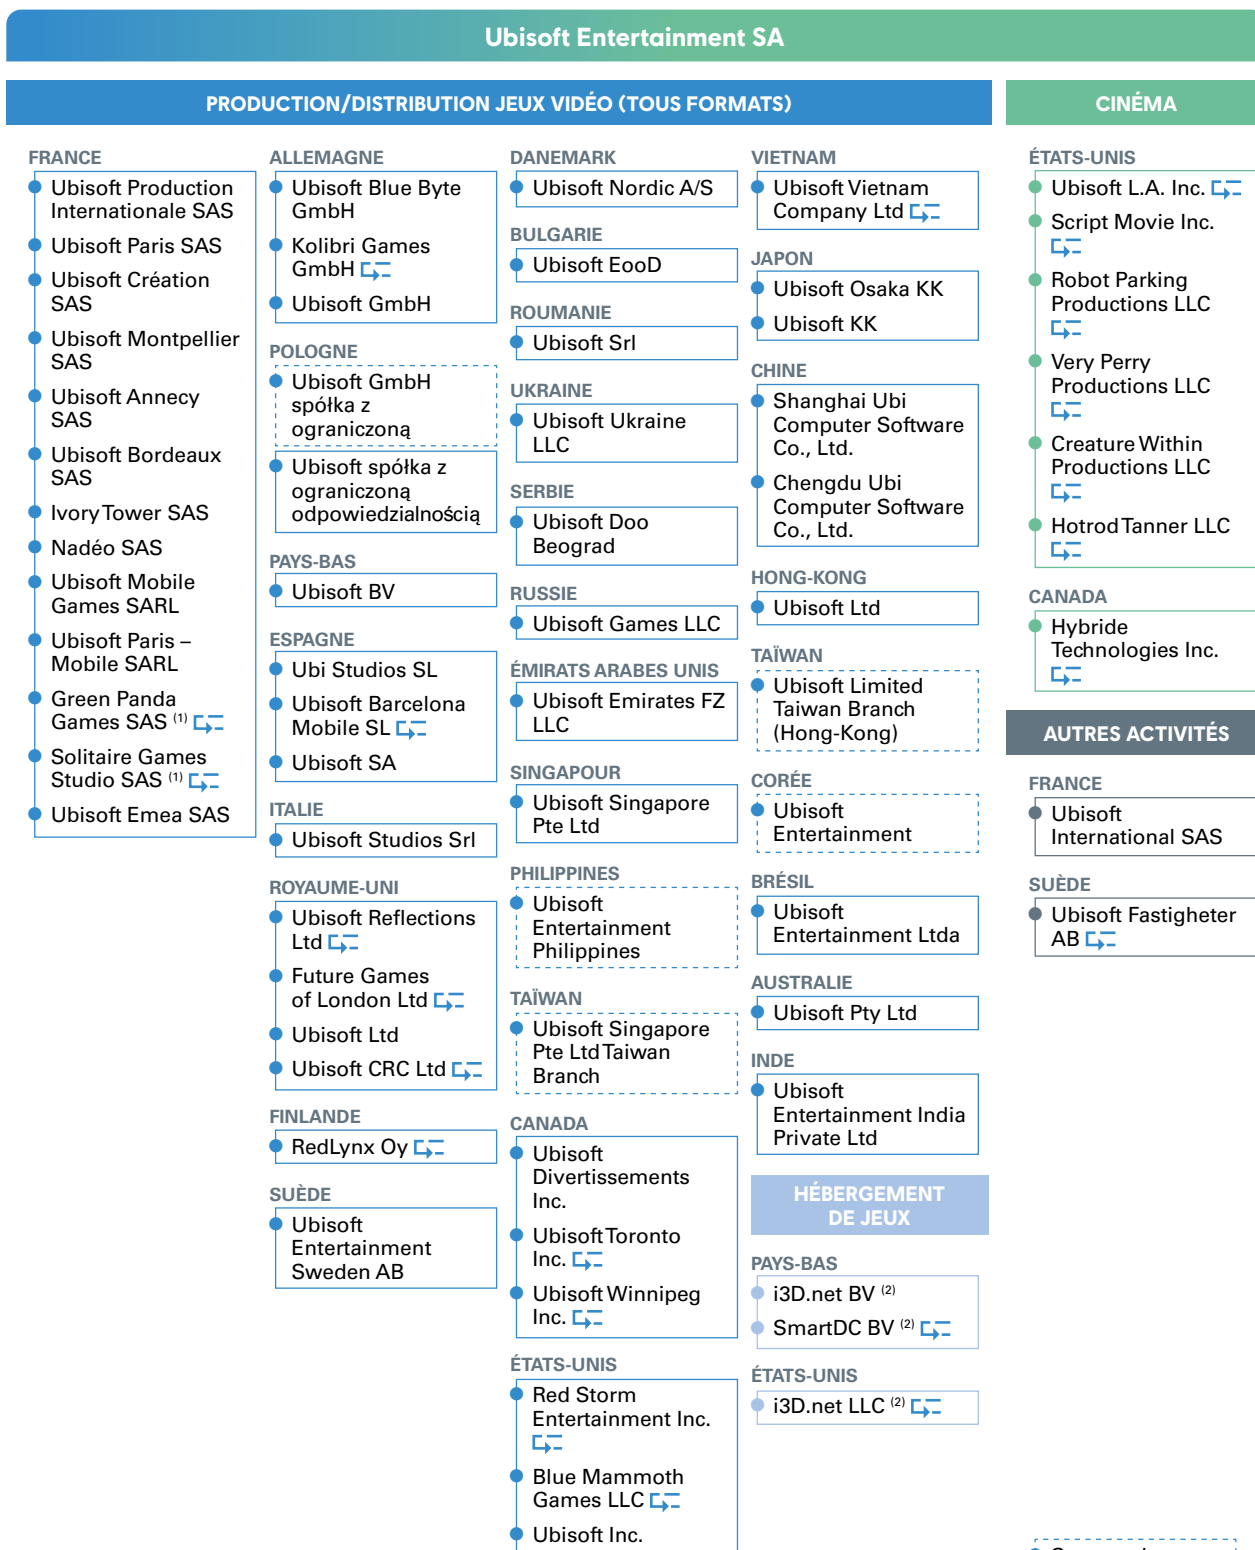 Ubisoft Entertainment SA
PRODUCTION/DISTRIBUTION JEUX VIDÉO (TOUS FORMATS)
FRANCE
Ubisoft Production
Internationale SAS
Ubisoft Paris SAS
Ubisoft Création
SAS
Ubisoft Montpellier
SAS
Ubisoft Annecy
SAS
Ubisoft Bordeaux
SAS
Ivory Tower SAS
Nadéo SAS
Ubisoft Mobile
Games SARL
Ubisoft Paris –
Mobile SARL
Green Panda
Games SAS (1)
Solitaire Games
Studio SAS (1)
Ubisoft Emea SAS
ALLEMAGNE
Ubisoft Blue Byte
GmbH
Kolibri Games
GmbH
Ubisoft GmbH
POLOGNE
Ubisoft GmbH
spółka z
ograniczoną
Ubisoft spółka z
ograniczoną
odpowiedzialnością
PAYS-BAS
Ubisoft BV
ESPAGNE
Ubi Studios SL
Ubisoft Barcelona
Mobile SL
Ubisoft SA
ITALIE
Ubisoft Studios Srl
ROYAUME-UNI
Ubisoft Reflections
Ltd
Future Games
of London Ltd
Ubisoft Ltd
Ubisoft CRC Ltd
FINLANDE
RedLynx Oy
SUÈDE
Ubisoft
Entertainment
Sweden AB
DANEMARK
Ubisoft Nordic A/S
BULGARIE
Ubisoft EooD
ROUMANIE
Ubisoft Srl
UKRAINE
Ubisoft Ukraine
LLC
SERBIE
Ubisoft Doo
Beograd
RUSSIE
Ubisoft Games LLC
ÉMIRATS ARABES UNIS
Ubisoft Emirates FZ
LLC
SINGAPOUR
Ubisoft Singapore
Pte Ltd
PHILIPPINES
Ubisoft
Entertainment
Philippines
TAÏWAN
Ubisoft Singapore
Pte Ltd Taiwan
Branch
CANADA
Ubisoft
Divertissements
Inc.
Ubisoft Toronto
Inc.
Ubisoft Winnipeg
Inc.
ÉTATS-UNIS
Red Storm
Entertainment Inc.
Blue Mammoth
Games LLC
Ubisoft Inc.
VIETNAM
Ubisoft Vietnam
Company Ltd
JAPON
Ubisoft Osaka KK
Ubisoft KK
CHINE
Shanghai Ubi
Computer Software
Co., Ltd.
Chengdu Ubi
Computer Software
Co., Ltd.
HONG-KONG
Ubisoft Ltd
TAÏWAN
Ubisoft Limited
Taiwan Branch
(Hong-Kong)
CORÉE
Ubisoft
Entertainment
BRÉSIL
Ubisoft
Entertainment Ltda
AUSTRALIE
Ubisoft Pty Ltd
INDE
Ubisoft
Entertainment India
Private Ltd
HÉBERGEMENT
DE JEUX
PAYS-BAS
i3D.net BV (2)
SmartDC BV (2)
ÉTATS-UNIS
i3D.net LLC (2)
CINÉMA
ÉTATS-UNIS
Ubisoft L.A. Inc.
Script Movie Inc.
Robot Parking
Productions LLC
Very Perry
Productions LLC
Creature Within
Productions LLC
Hotrod Tanner LLC
CANADA
Hybride
Technologies Inc.
AUTRES ACTIVITÉS
FRANCE
Ubisoft
International SAS
SUÈDE
Ubisoft Fastigheter
AB